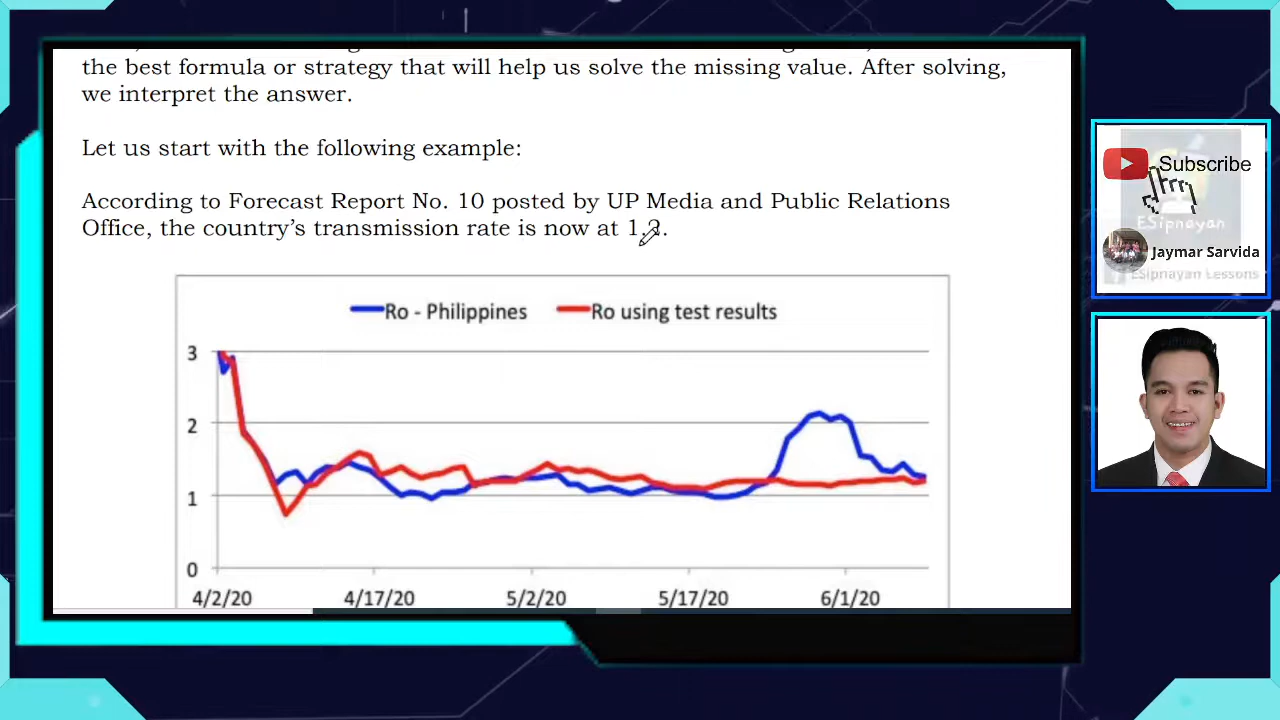 the best formula or strategy that will help us solve the missing value. After solving,
we interpret the answer.
Let us start with the following example:
According to Forecast Report No. 10 posted by UP Media and Public Relations
Office, the country's transmission rate is now at 1.2.
Ro - Philippines Ro using test results
3
2
1
0
4/2/20 4/17/20 5/2/20 5/17/20 6/1/20
Subscribe
ESipnayan
Jaymar Sarvida
Esipnayan Lessons